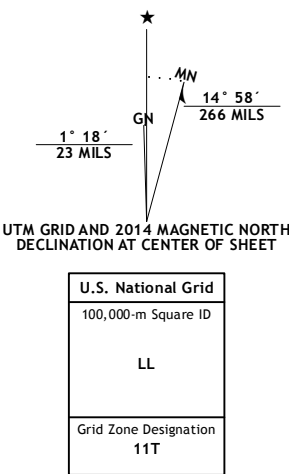 ★
MN
GN
14° 58´
266 MILS
1° 18´
23 MILS
UTM GRID AND 2014 MAGNETIC NORTH
DECLINATION AT CENTER OF SHEET
U.S. National Grid
100,000-m Square ID
LL
Grid Zone Designation
11T